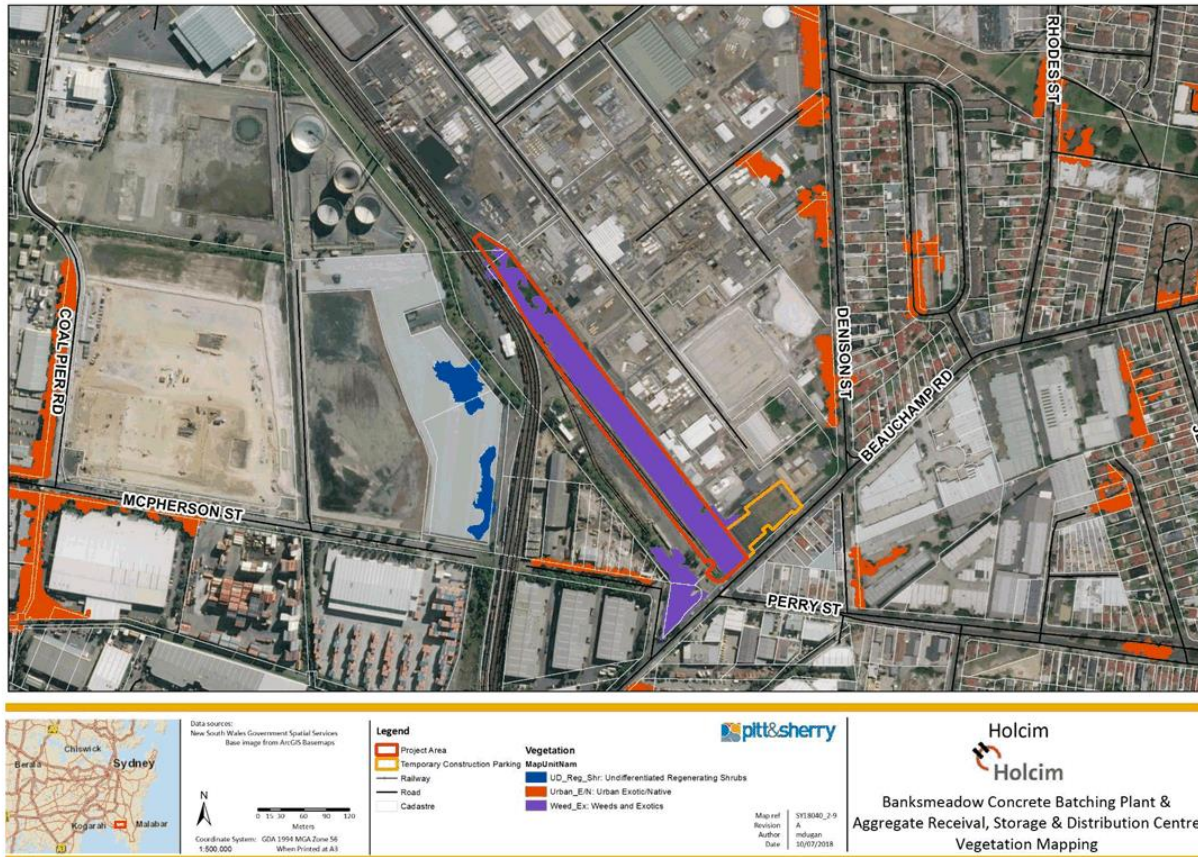 RHODES ST
COAL PIER RD
DENISON ST
BEAUCHAMP RD
MCPHERSON ST
PERRY ST
Chiswick
Berala
Sydney
Kogarah
Malabar
Data sources:
New South Wales Government Spatial Services
Base image from ArcGIS Basemaps
N
0 15 30 60 90 120
Meters
Coordinate System: GDA 1994 MGA Zone 56
1:500,000 When Printed at A3
Legend
Project Area
Temporary Construction Parking
Railway
Road
Cadastre
Vegetation
MapUnitNam
UD_Reg_Shr: Undifferentiated Regenerating Shrubs
Urban_E/N: Urban Exotic/Native
Weed_Ex: Weeds and Exotics
pitt&sherry
Map ref SY18040_2-9
Revision A
Author mdugan
Date 10/07/2018
Holcim
Holcim
Banksmeadow Concrete Batching Plant &
Aggregate Receival, Storage & Distribution Centre
Vegetation Mapping